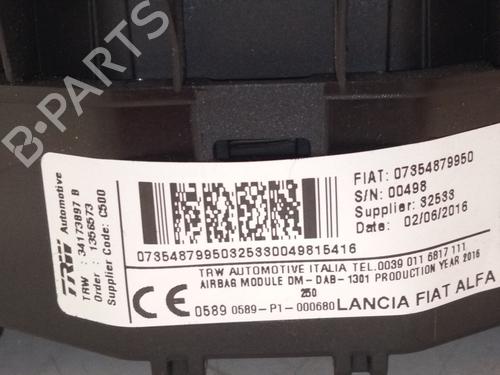 B-PARTS
TRW Automotive
TRW : 34173897 B
Order : 1356573
Supplier Code: C500
FIAT: 07354879950
S/N: 00498
Supplier: 32533
Date: 02/06/2016
07354879950325330049815416
TRW AUTOMOTIVE ITALIA TEL.0039 011 6817 111
AIRBAG MODULE DM-DAB-1301 PRODUCTION YEAR 2016
250
CE 0589 0589-P1-000680 LANCIA FIAT ALFA